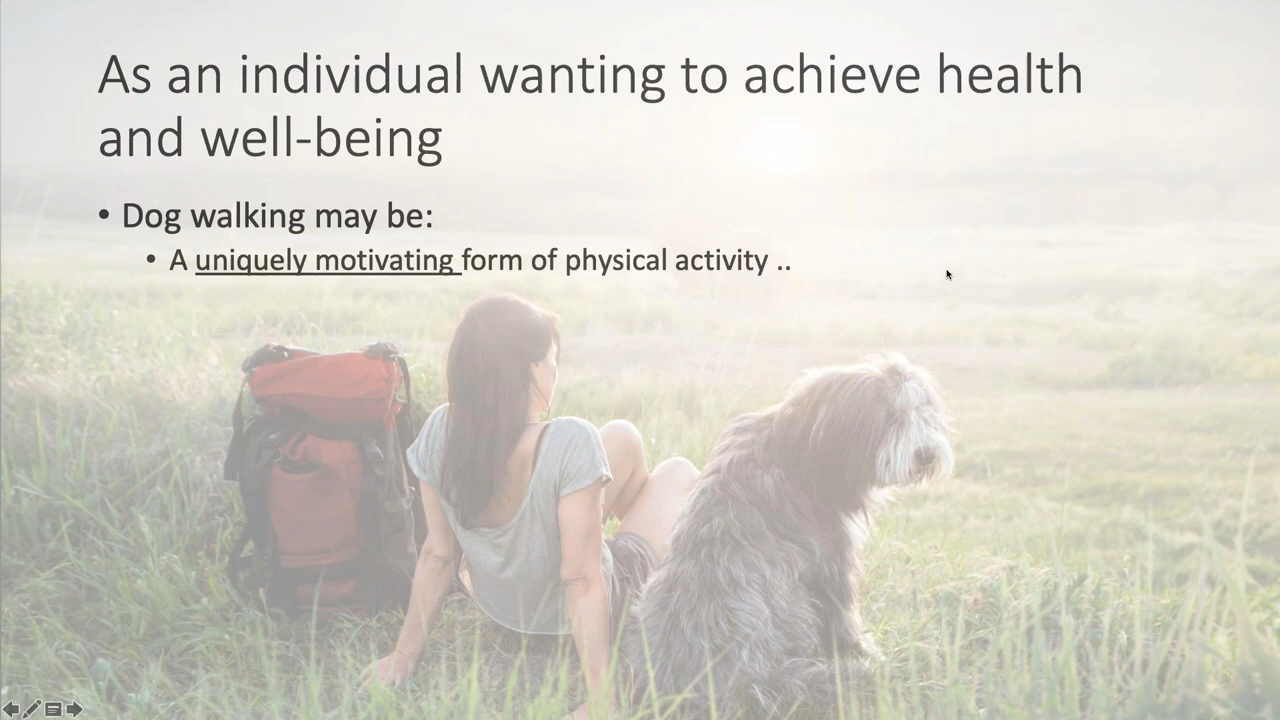 As an individual wanting to achieve health
and well-being
• Dog walking may be:
• A uniquely motivating form of physical activity ..